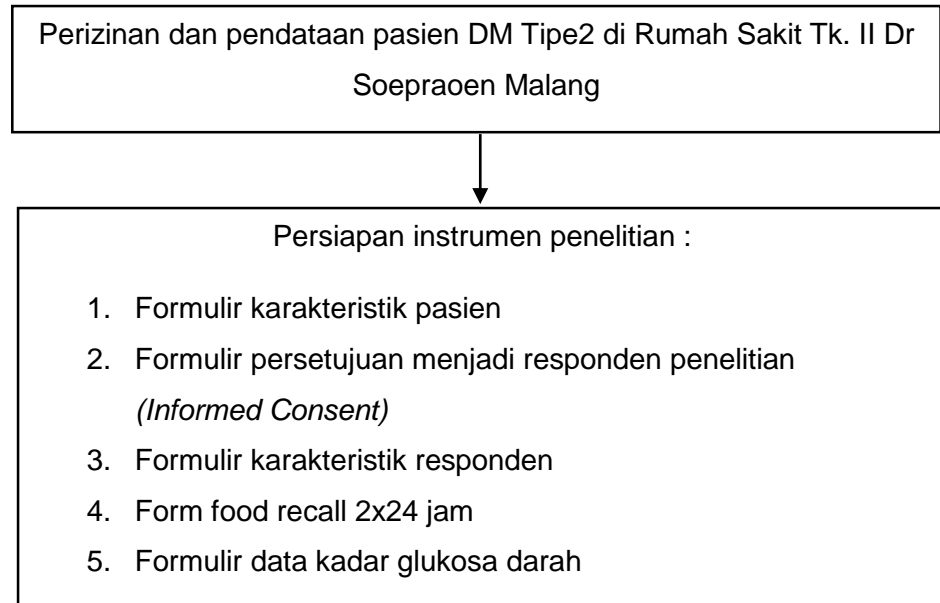 Perizinan dan pendataan pasien DM Tipe2 di Rumah Sakit Tk. II Dr
Soepraoen Malang
Persiapan instrumen penelitian :
1. Formulir karakteristik pasien
2. Formulir persetujuan menjadi responden penelitian
(Informed Consent)
3. Formulir karakteristik responden
4. Form food recall 2x24 jam
5. Formulir data kadar glukosa darah